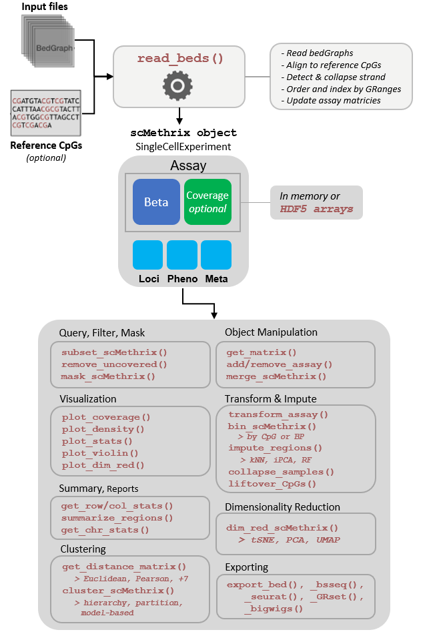 Input files
BedGraph
CGATGTACGTCGTATC
CATTTAACGCGTACTT
ACGTGGCGTTAGCCT
CGTCGACGA
Reference CpGs
(optional)
read_beds()
- Read bedGraphs
- Align to reference CpGs
- Detect & collapse strand
- Order and index by GRanges
- Update assay matricies
scMethrix object
SingleCellExperiment
Assay
Beta
Coverage
optional
In memory or
HDF5 arrays
Loci Pheno Meta
Query, Filter, Mask
subset_scMethrix()
remove_uncovered()
mask_scMethrix()
Visualization
plot_coverage()
plot_density()
plot_stats()
plot_violin()
plot_dim_red()
Summary, Reports
get_row/col_stats()
summarize_regions()
get_chr_stats()
Clustering
get_distance_matrix()
> Euclidean, Pearson, +7
cluster_scMethrix()
> hierarchy, partition,
model-based
Object Manipulation
get_matrix()
add/remove_assay()
merge_scMethrix()
Transform & Impute
transform_assay()
bin_scMethrix()
> by CpG or BP
impute_regions()
> kNN, iPCA, RF
collapse_samples()
liftover_CpGs()
Dimensionality Reduction
dim_red_scMethrix()
> tSNE, PCA, UMAP
Exporting
export_bed(), _bsseq(),
_seurat(), _GRset(),
_bigwigs()